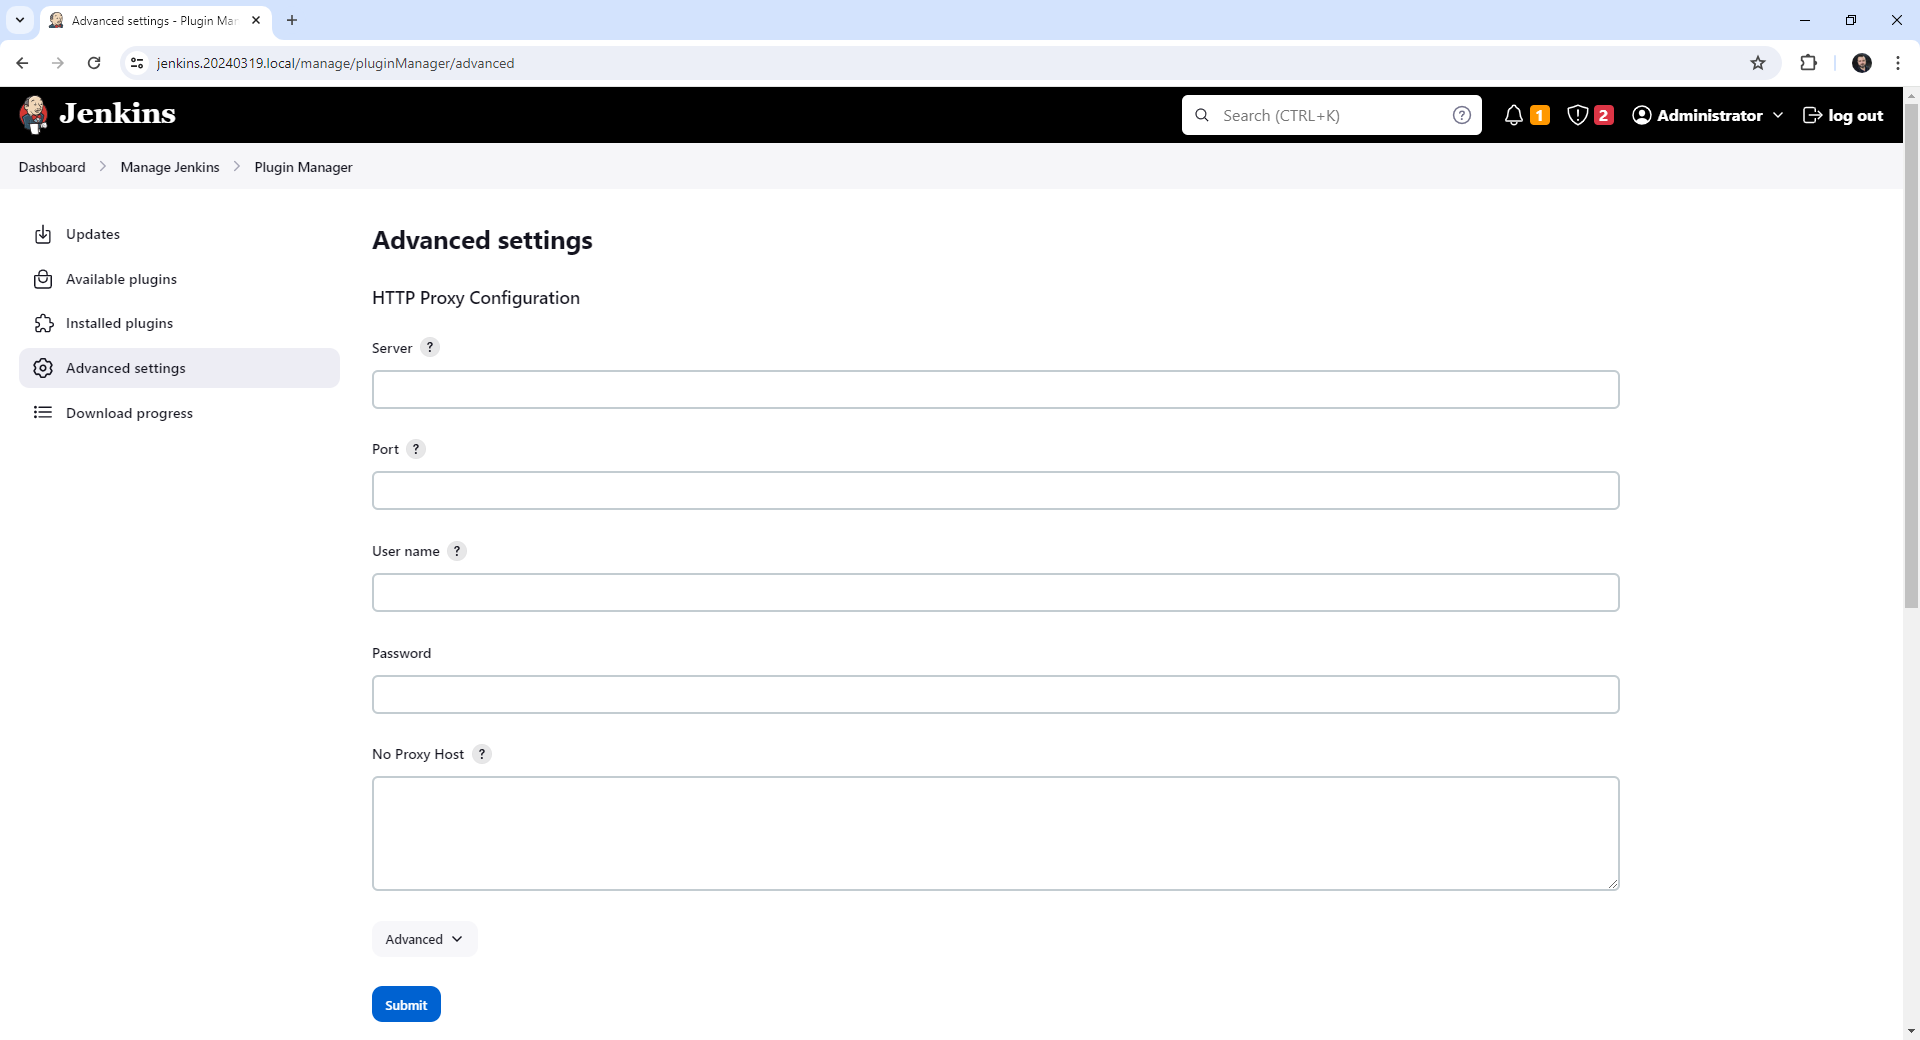 Advanced settings - Plugin Mar
jenkins.20240319.local/manage/pluginManager/advanced
Jenkins
Search (CTRL+K)
?
1
2
Administrator
log out
Dashboard
Manage Jenkins
Plugin Manager
Updates
Available plugins
Installed plugins
Advanced settings
Download progress
Advanced settings
HTTP Proxy Configuration
Server ?
Port ?
User name ?
Password
No Proxy Host ?
Advanced
Submit